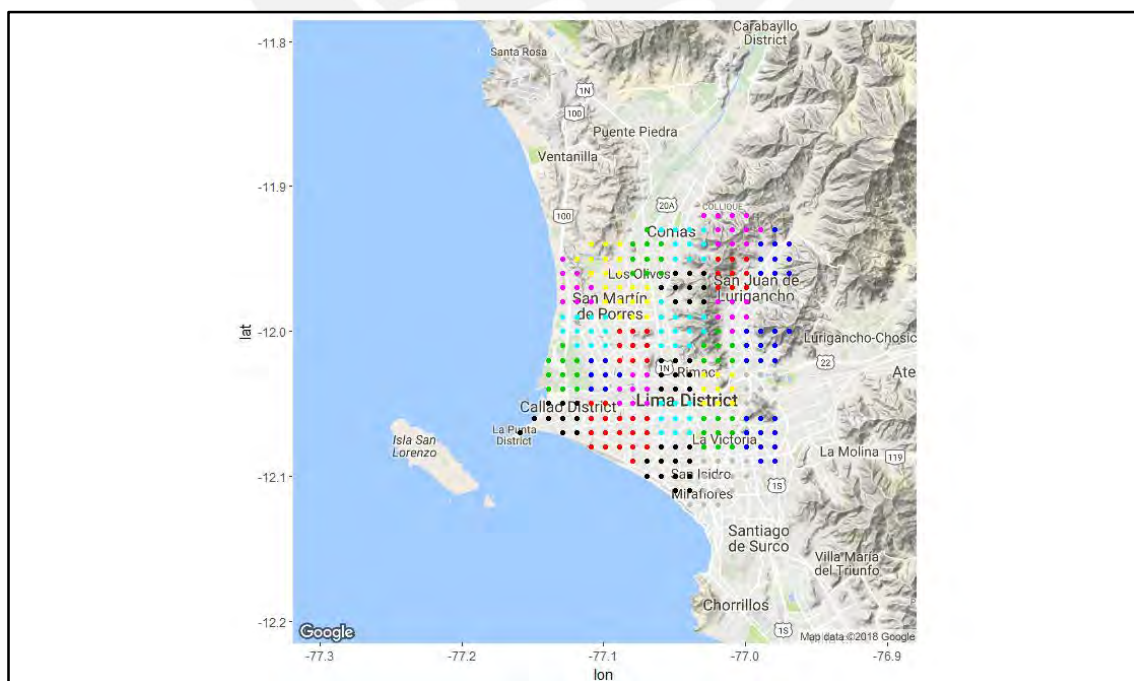 Carabayllo
District
-11.8
Santa Rosa
1N
100
Puente Piedra
Ventanilla
-11.9
20A
COLLIQUE
100
Comas
Los Olivos
San Juan de
Lurigancho
San Martín
de Porres
lat
-12.0
Lurigancho-Chosic
22
1N
Rimac
Ate
Lima District
Callao District
La Punta
District
Isla San
Lorenzo
La Victoria
La Molina
119
-12.1
San Isidro
1S
Miraflores
Santiago
de Surco
Villa María
del Triunfo
Chorrillos
-12.2
Google
1S
Map data ©2018 Google
-77.3
-77.2
-77.1
-77.0
-76.9
lon